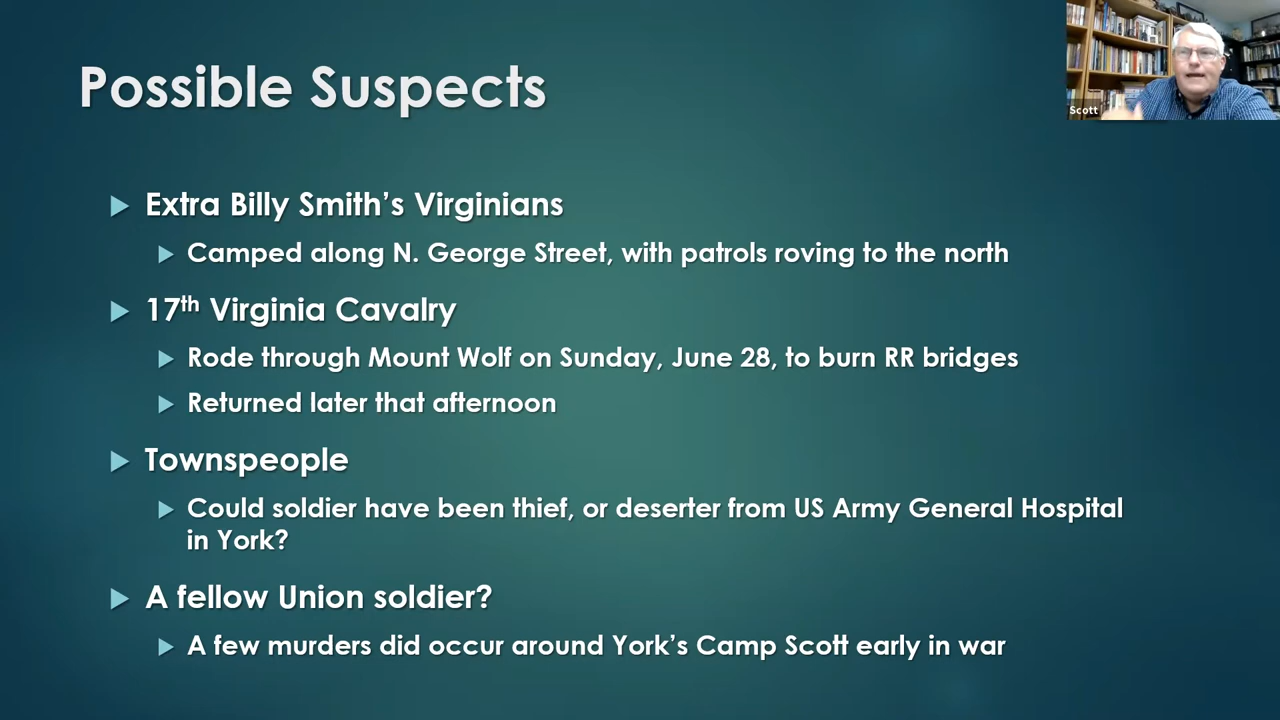 Possible Suspects
Scott
Extra Billy Smith’s Virginians
Camped along N. George Street, with patrols roving to the north
17th Virginia Cavalry
Rode through Mount Wolf on Sunday, June 28, to burn RR bridges
Returned later that afternoon
Townspeople
Could soldier have been thief, or deserter from US Army General Hospital
in York?
A fellow Union soldier?
A few murders did occur around York’s Camp Scott early in war